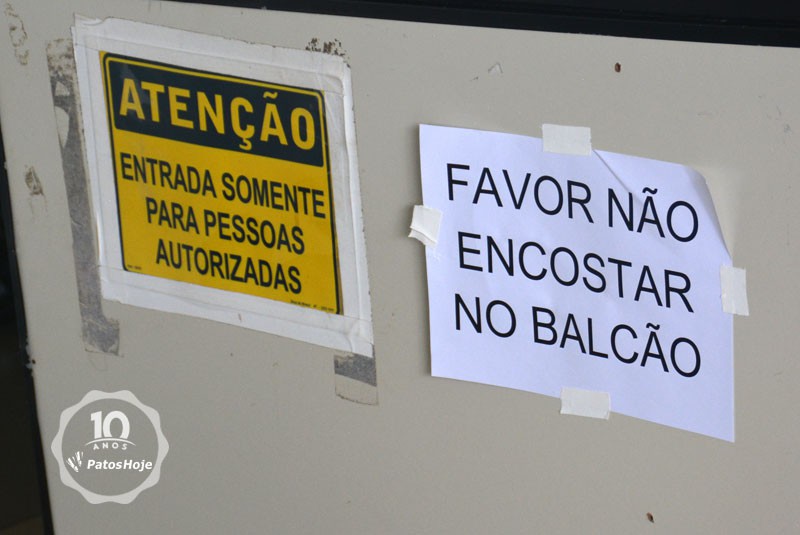 ATENÇÃO
ENTRADA SOMENTE
PARA PESSOAS
AUTORIZADAS
FAVOR NÃO
ENCOSTAR
NO BALCÃO
10
ANOS
PatosHoje